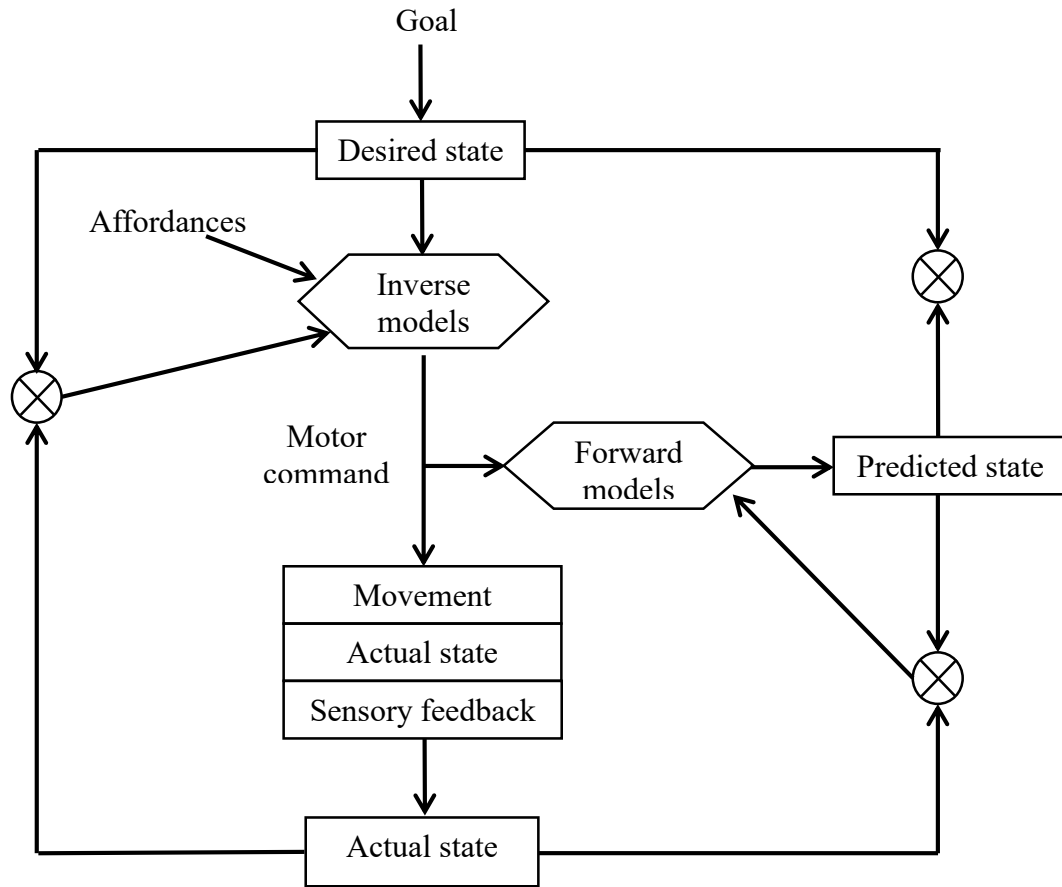 Goal
Desired state
Affordances
Inverse
models
Motor
command
Forward
models
Predicted state
Movement
Actual state
Sensory feedback
Actual state